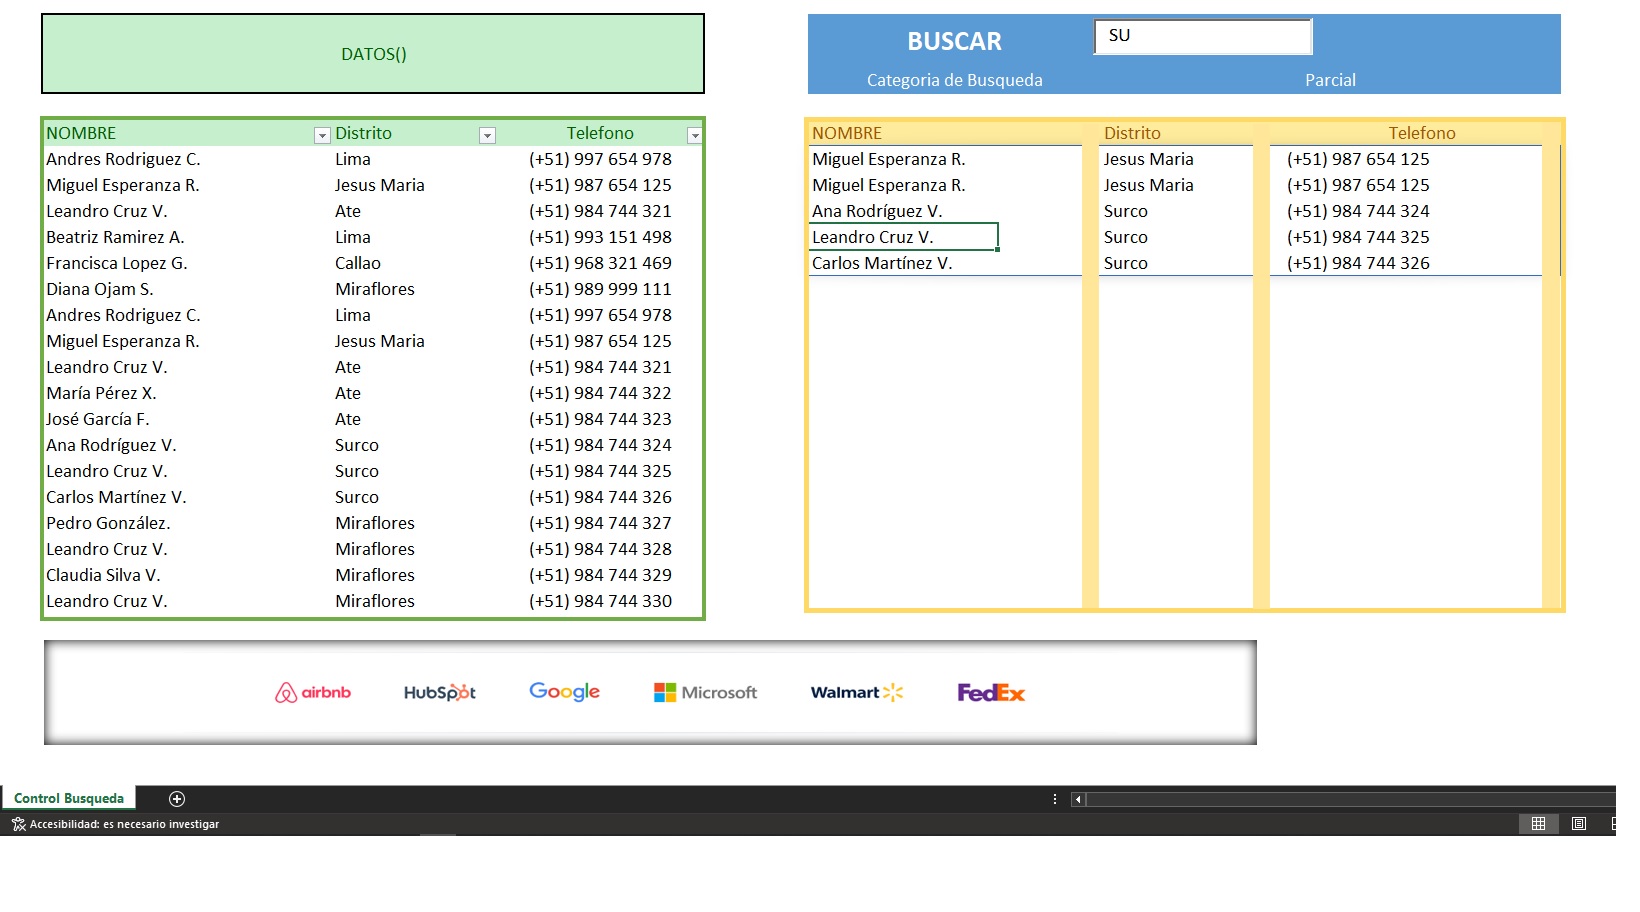 DATOS()
BUSCAR
SU
Categoria de Busqueda
Parcial
NOMBRE Distrito Telefono
Andres Rodriguez C. Lima (+51) 997 654 978
Miguel Esperanza R. Jesus Maria (+51) 987 654 125
Leandro Cruz V. Ate (+51) 984 744 321
Beatriz Ramirez A. Lima (+51) 993 151 498
Francisca Lopez G. Callao (+51) 968 321 469
Diana Ojam S. Miraflores (+51) 989 999 111
Andres Rodriguez C. Lima (+51) 997 654 978
Miguel Esperanza R. Jesus Maria (+51) 987 654 125
Leandro Cruz V. Ate (+51) 984 744 321
María Pérez X. Ate (+51) 984 744 322
José García F. Ate (+51) 984 744 323
Ana Rodríguez V. Surco (+51) 984 744 324
Leandro Cruz V. Surco (+51) 984 744 325
Carlos Martínez V. Surco (+51) 984 744 326
Pedro González. Miraflores (+51) 984 744 327
Leandro Cruz V. Miraflores (+51) 984 744 328
Claudia Silva V. Miraflores (+51) 984 744 329
Leandro Cruz V. Miraflores (+51) 984 744 330
NOMBRE Distrito Telefono
Miguel Esperanza R. Jesus Maria (+51) 987 654 125
Miguel Esperanza R. Jesus Maria (+51) 987 654 125
Ana Rodríguez V. Surco (+51) 984 744 324
Leandro Cruz V. Surco (+51) 984 744 325
Carlos Martínez V. Surco (+51) 984 744 326
airbnb HubSpot Google Microsoft Walmart FedEx
Control Busqueda
Accesibilidad: es necesario investigar